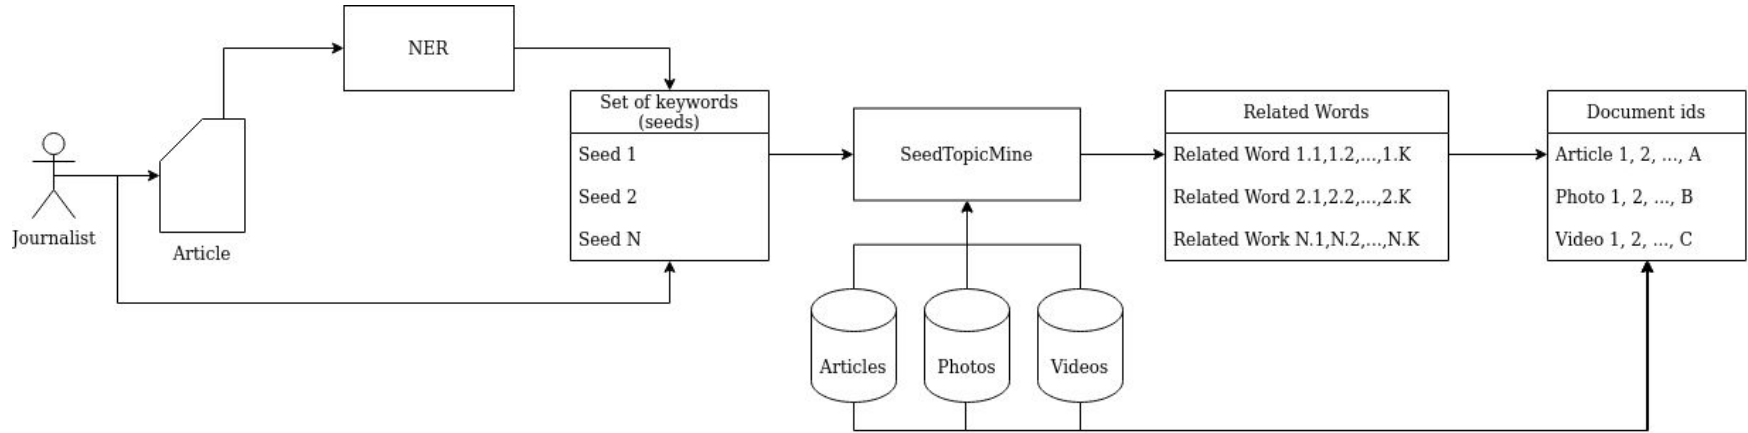 NER
Journalist
Article
Set of keywords
(seeds)
Seed 1
Seed 2
Seed N
SeedTopicMine
Articles
Photos
Videos
Related Words
Related Word 1.1,1.2,...,1.K
Related Word 2.1,2.2,...,2.K
Related Work N.1,N.2,...,N.K
Document ids
Article 1, 2, ..., A
Photo 1, 2, ..., B
Video 1, 2, ..., C